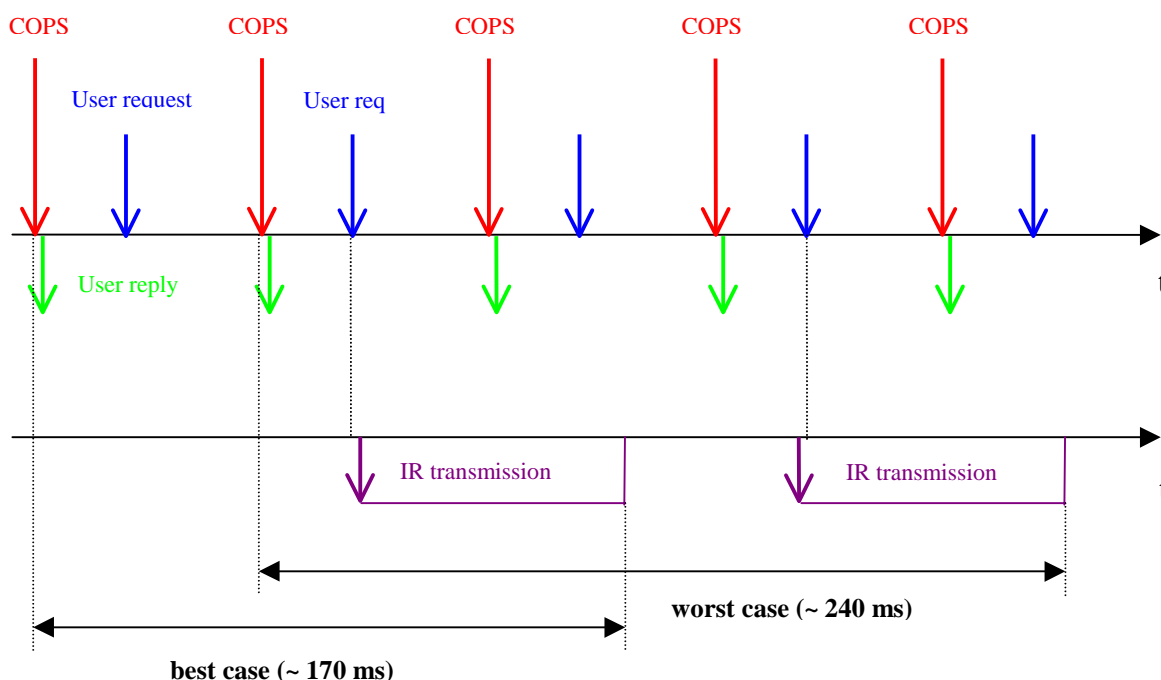 COPS COPS COPS COPS COPS
User request User req
User reply
t
IR transmission IR transmission
worst case (~ 240 ms)
best case (~ 170 ms)